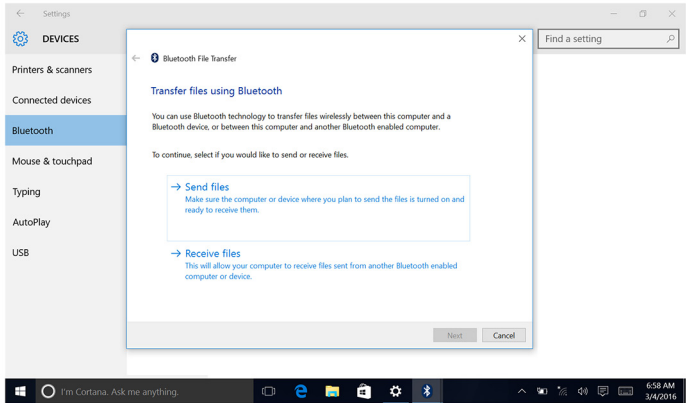 Settings
DEVICES
Find a setting
Printers & scanners
Connected devices
Bluetooth
Mouse & touchpad
Typing
AutoPlay
USB
Bluetooth File Transfer
Transfer files using Bluetooth
You can use Bluetooth technology to transfer files wirelessly between this computer and a
Bluetooth device, or between this computer and another Bluetooth enabled computer.
To continue, select if you would like to send or receive files.
Send files
Make sure the computer or device where you plan to send the files is turned on and
ready to receive them.
Receive files
This will allow your computer to receive files sent from another Bluetooth enabled
computer or device.
Next
Cancel
I'm Cortana. Ask me anything.
6:58 AM
3/4/2016